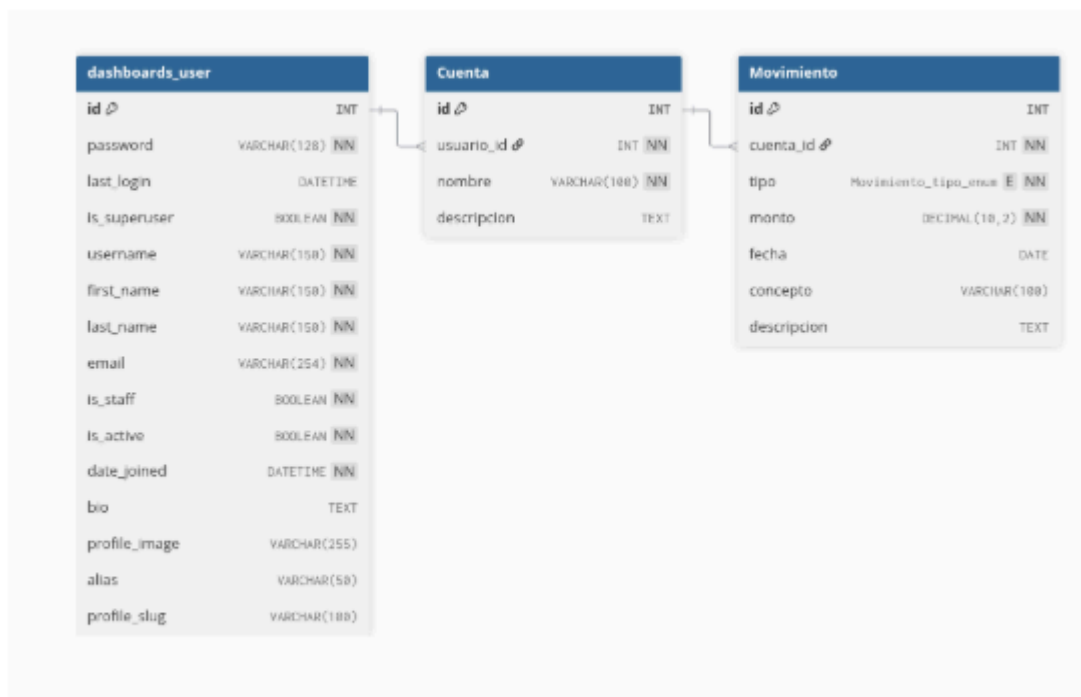 dashboards_user
id INT
password VARCHAR(128) NN
last_login DATETIME
is_superuser BOOLEAN NN
username VARCHAR(150) NN
first_name VARCHAR(150) NN
last_name VARCHAR(150) NN
email VARCHAR(254) NN
is_staff BOOLEAN NN
is_active BOOLEAN NN
date_joined DATETIME NN
bio TEXT
profile_image VARCHAR(255)
alias VARCHAR(50)
profile_slug VARCHAR(100)
Cuenta
id INT
usuario_id INT NN
nombre VARCHAR(100) NN
descripcion TEXT
Movimiento
id INT
cuenta_id INT NN
tipo Movimiento_tipo_enum E NN
monto DECIMAL(10,2) NN
fecha DATE
concepto VARCHAR(100)
descripcion TEXT